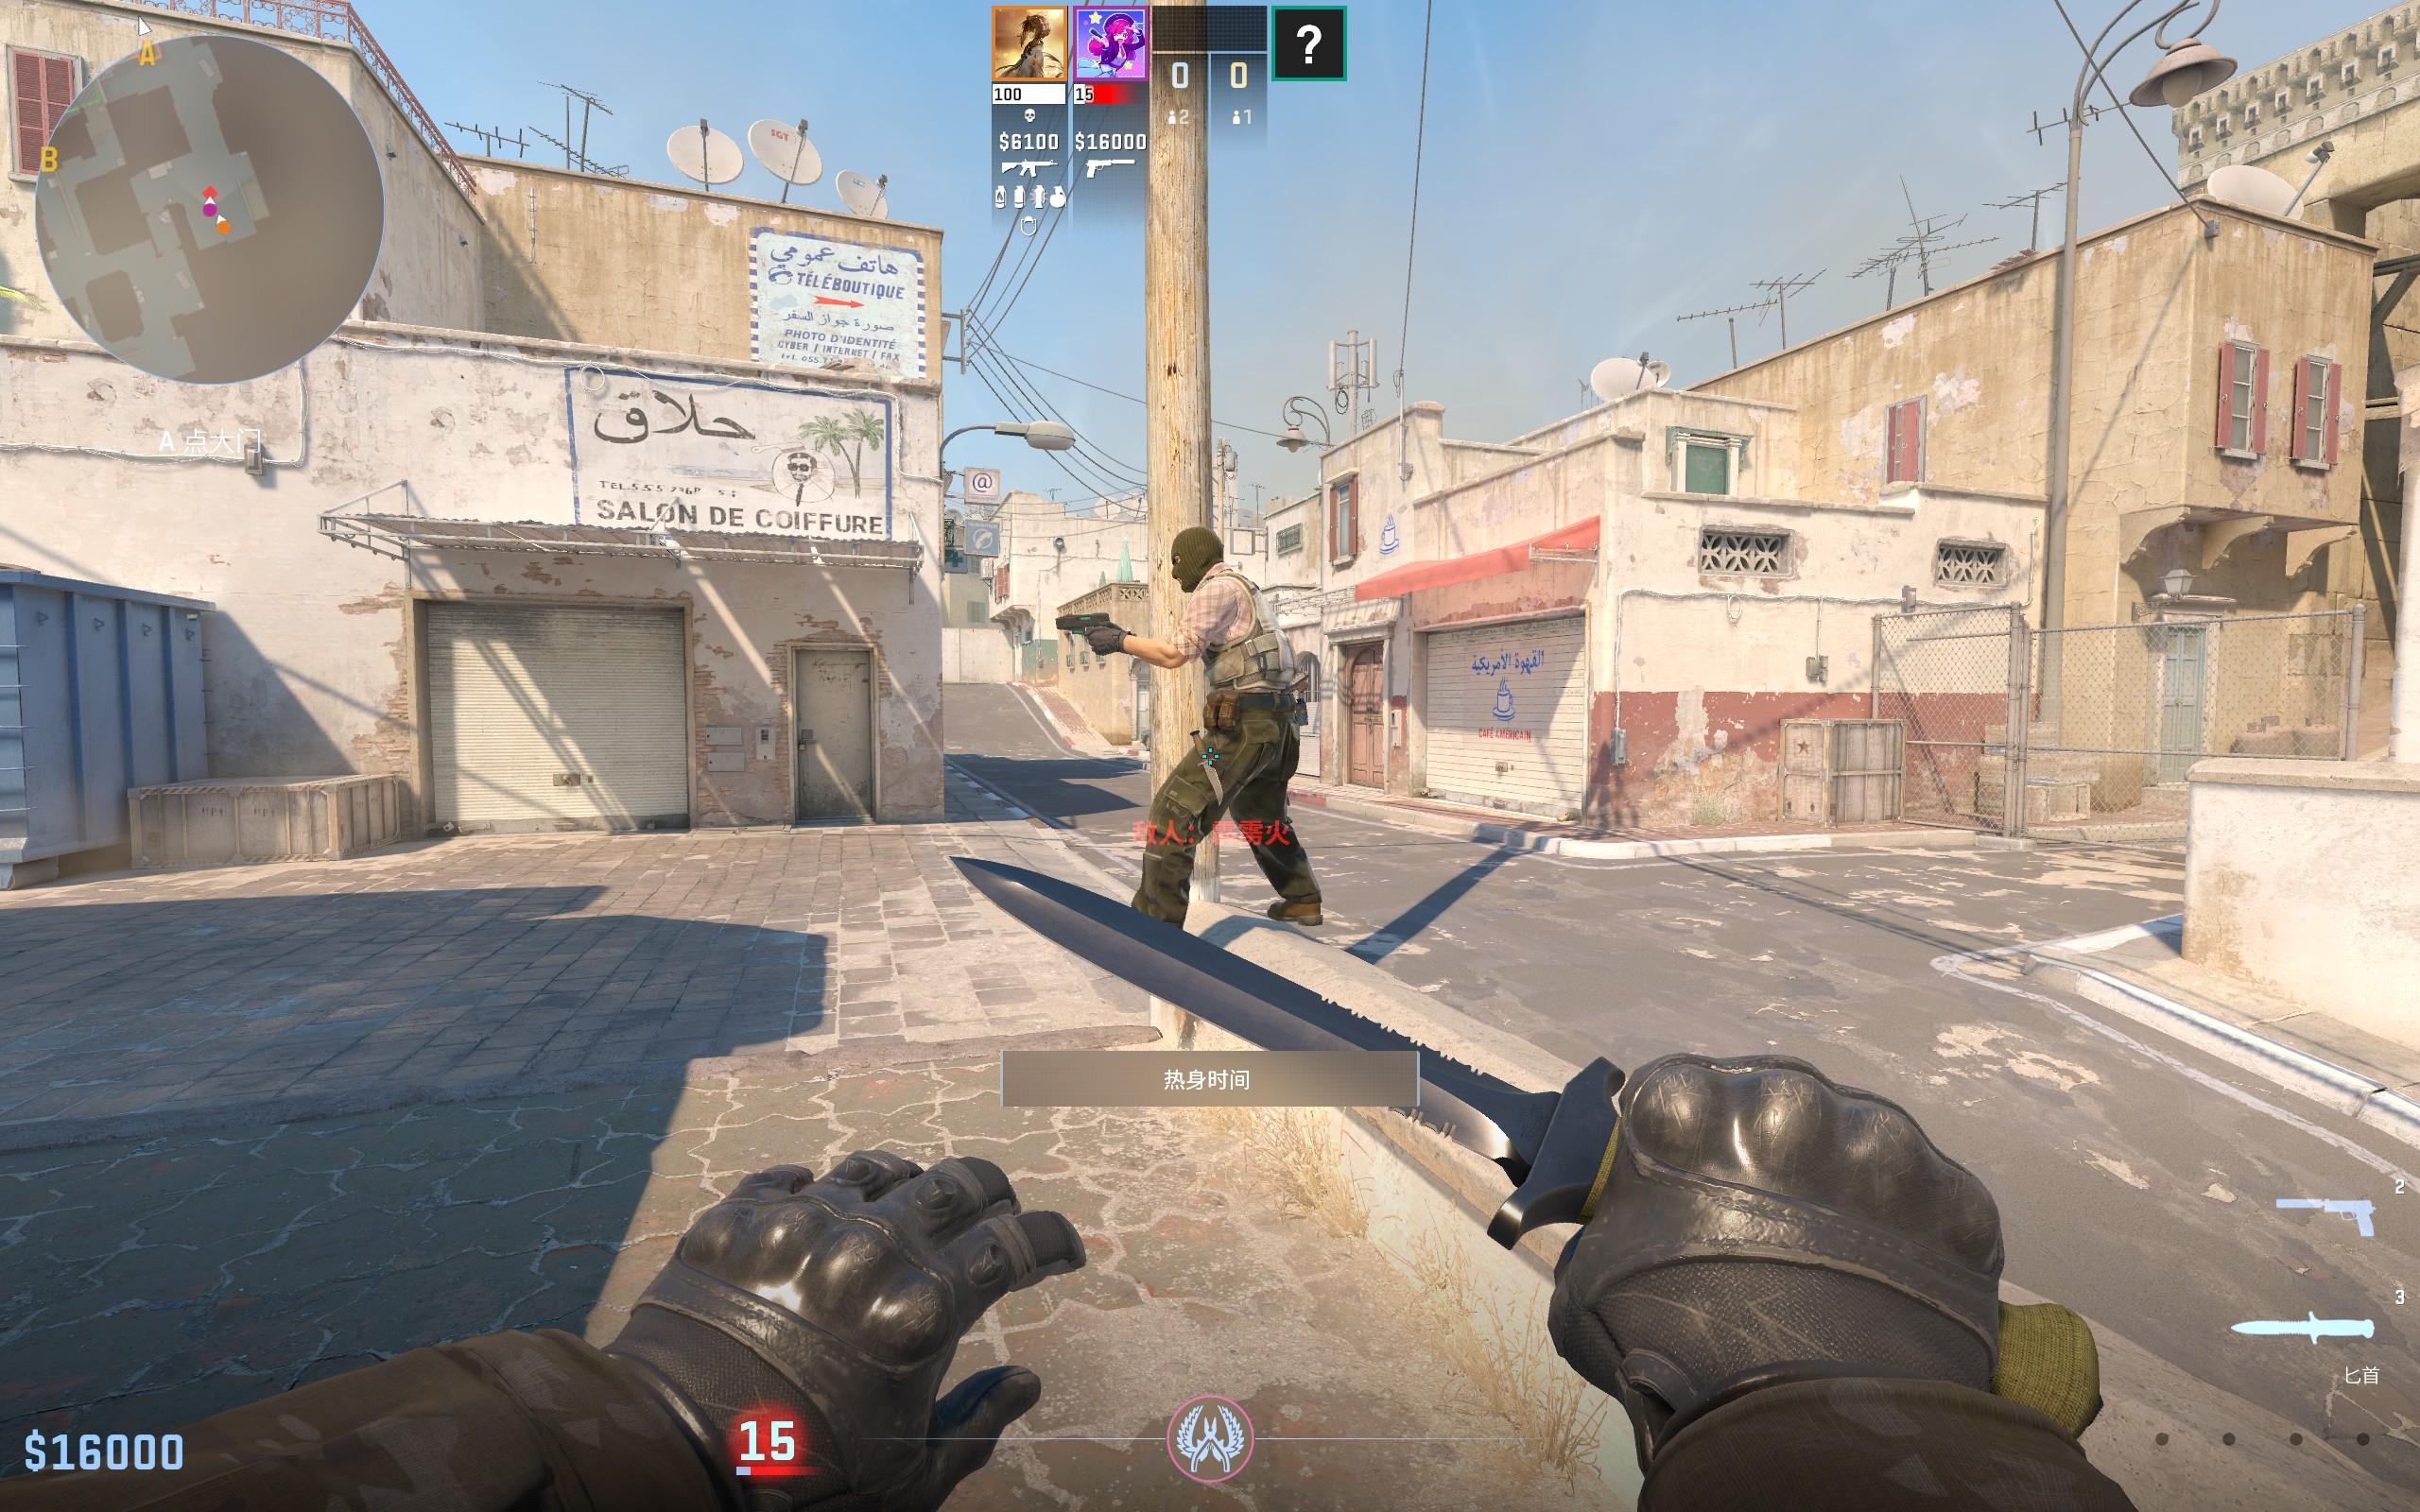 A
B
100
15
$6100
$16000
0
0
2
1
?
SGT
هاتف عمومي
TÉLÉBOUTIQUE
صورة جواز السفر
PHOTO D'IDENTITÉ
CYBER / INTERNET / FAX
حلاق
SALON DE COIFFURE
@
A 点大门
القهوة الأمريكية
CAFÉ AMÉRICAIN
敌人：
热身时间
2
3
匕首
$16000
15